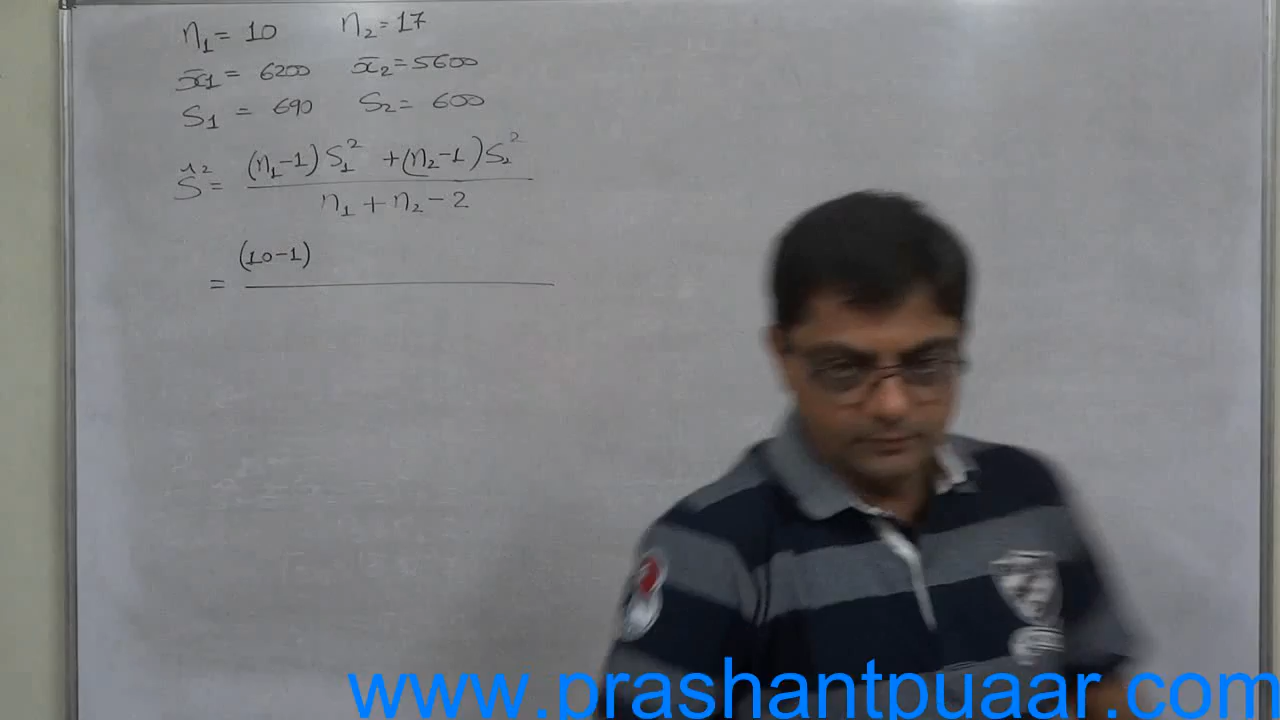 n₁ = 10 n₂ = 17
x̄₁ = 6200 x̄₂ = 5600
S₁ = 690 S₂ = 600
Ŝ² = (n₁-1) S₁² + (n₂-1) S₂² / n₁ + n₂ - 2
= (10-1)
www.prashantpuaar.com